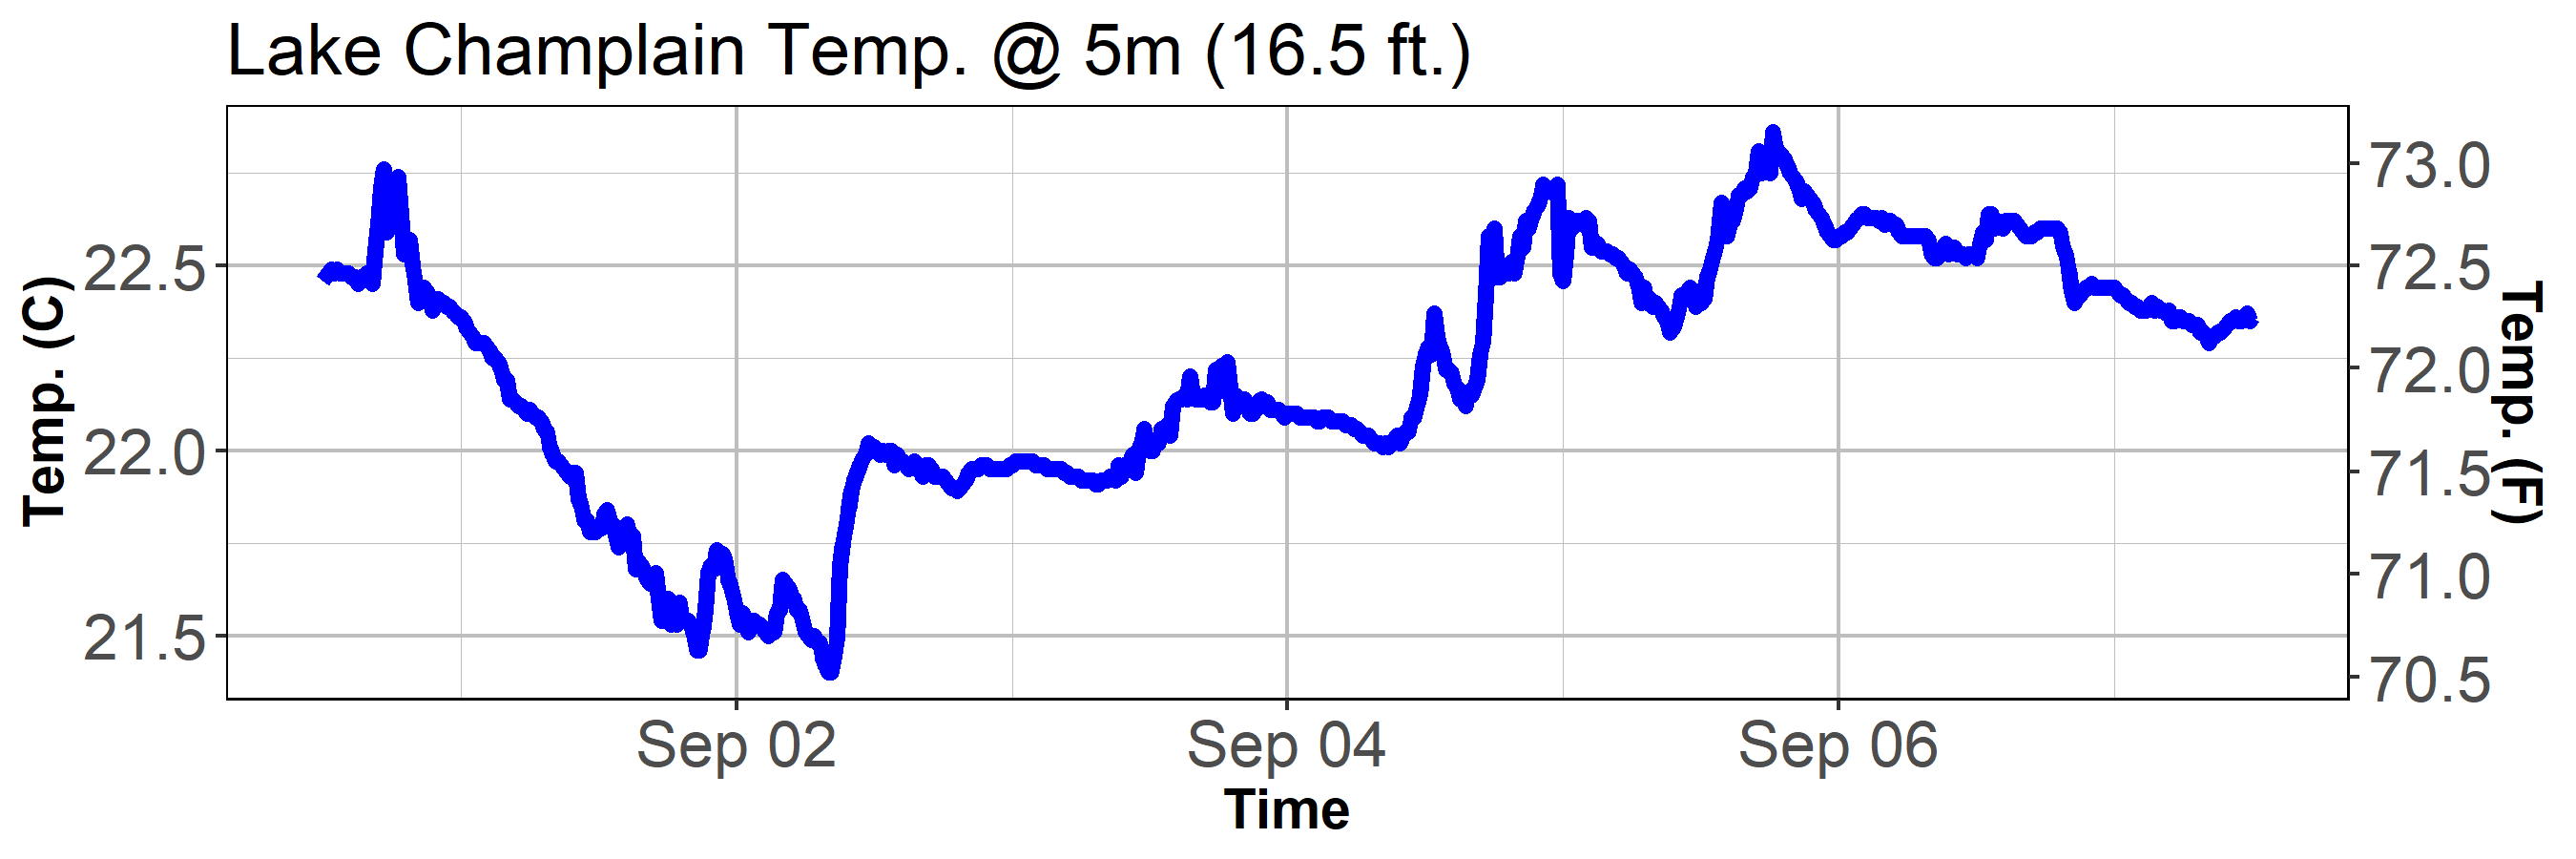 Lake Champlain Temp. @ 5m (16.5 ft.)
Temp. (C)
22.5
22.0
21.5
73.0
72.5
72.0
71.5
71.0
70.5
Temp. (F)
Sep 02 Sep 04 Sep 06
Time